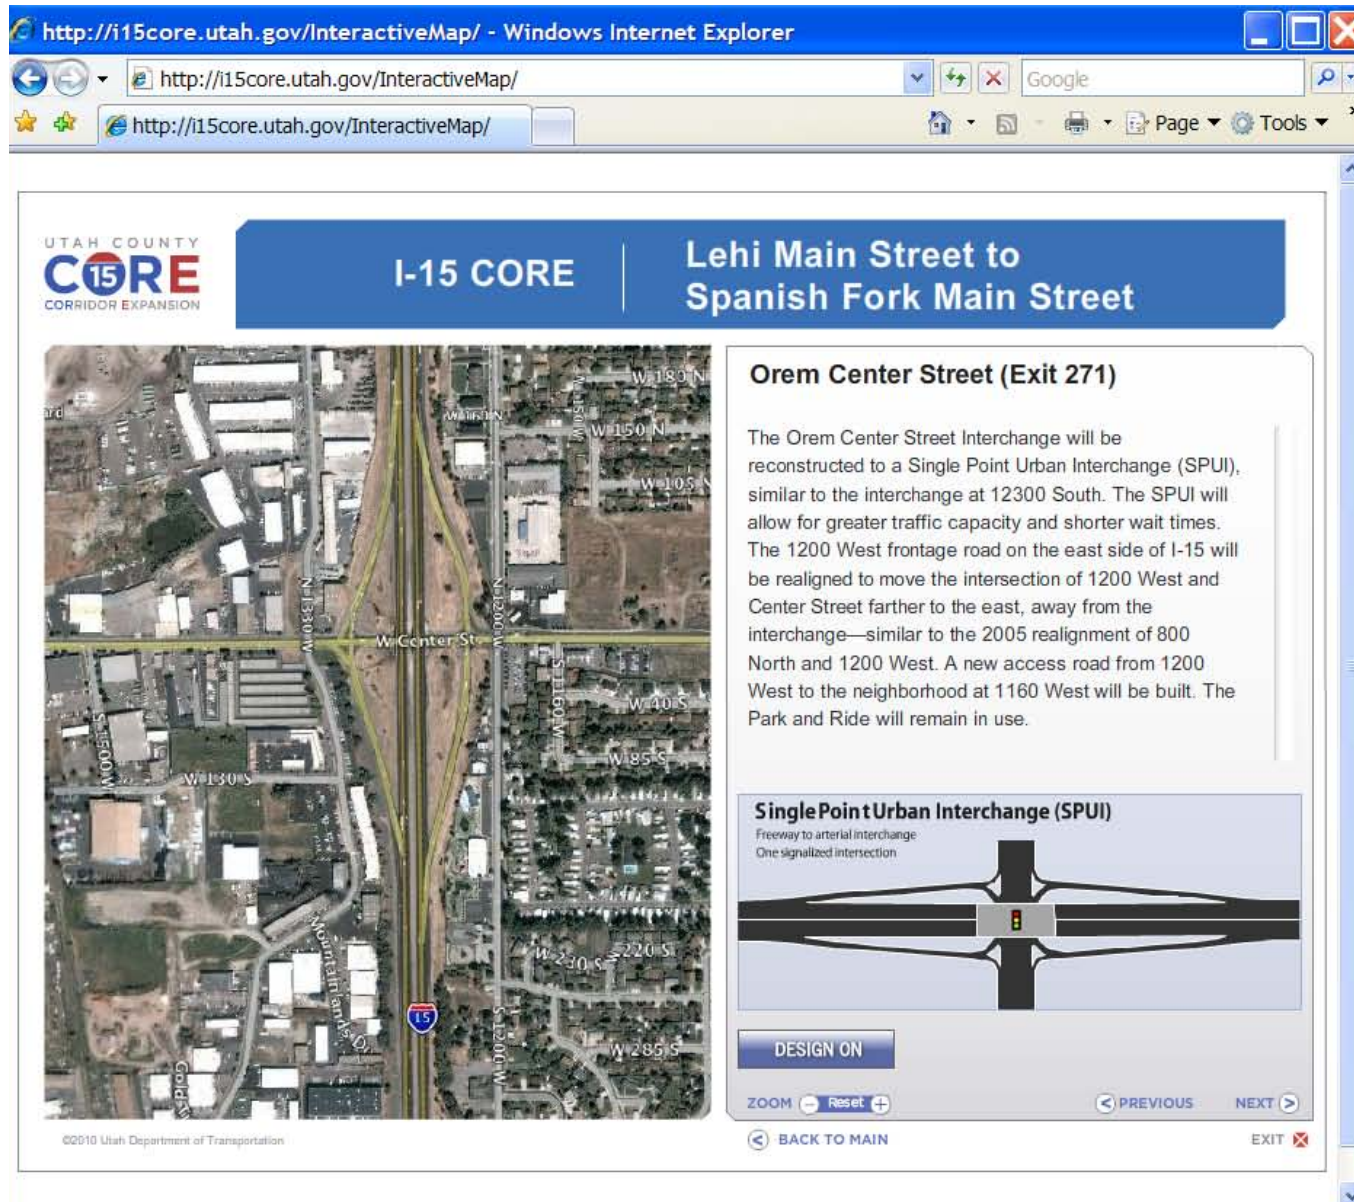 http://i15core.utah.gov/InteractiveMap/ - Windows Internet Explorer
http://i15core.utah.gov/InteractiveMap/
Google
http://i15core.utah.gov/InteractiveMap/
Page
Tools
UTAH COUNTY
CORE
15
CORRIDOR EXPANSION
I-15 CORE
Lehi Main Street to
Spanish Fork Main Street
W 180 N
W 160 N
W 150 W
W 150 N
W 105 N
N 1330 W
N 1200 W
W Center St
S 1160 W
W 40 S
S 1500 W
W 85 S
W 130 S
Mountainlands Dr
W 230 S
W 220 S
15
S 1200 W
W 285 S
Orem Center Street (Exit 271)
The Orem Center Street Interchange will be
reconstructed to a Single Point Urban Interchange (SPUI),
similar to the interchange at 12300 South. The SPUI will
allow for greater traffic capacity and shorter wait times.
The 1200 West frontage road on the east side of I-15 will
be realigned to move the intersection of 1200 West and
Center Street farther to the east, away from the
interchange—similar to the 2005 realignment of 800
North and 1200 West. A new access road from 1200
West to the neighborhood at 1160 West will be built. The
Park and Ride will remain in use.
Single Point Urban Interchange (SPUI)
Freeway to arterial interchange
One signalized intersection
DESIGN ON
ZOOM
Reset
PREVIOUS
NEXT
©2010 Utah Department of Transportation
BACK TO MAIN
EXIT